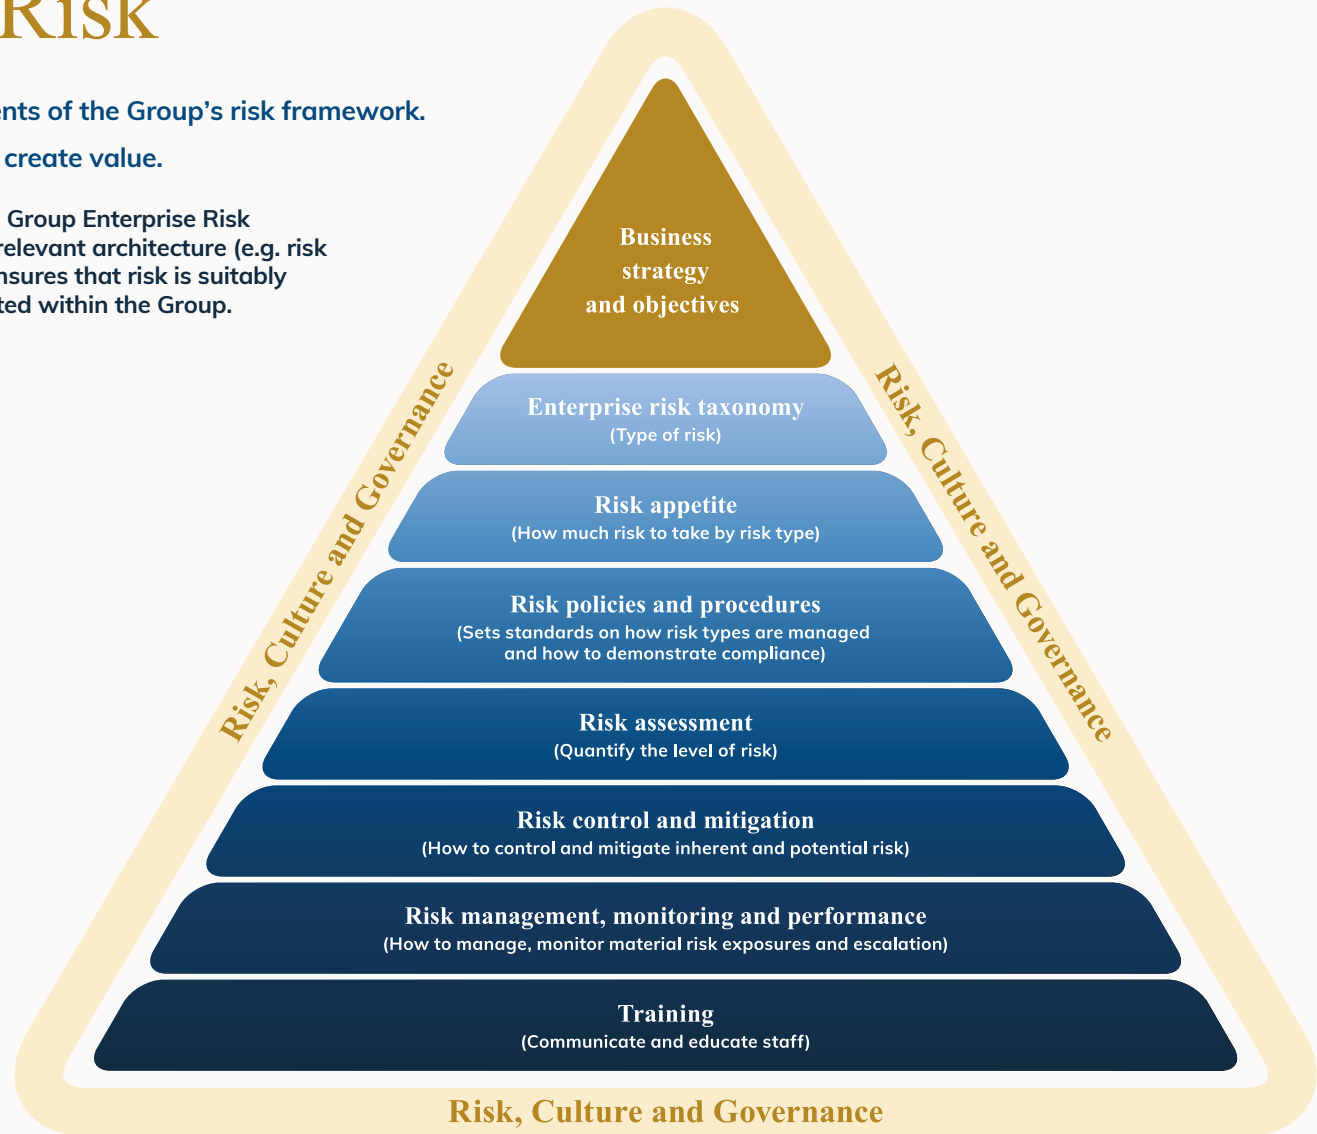 Risk
ents of the Group's risk framework.
create value.
Group Enterprise Risk
relevant architecture (e.g. risk
nsures that risk is suitably
ted within the Group.
Business
strategy
and objectives
Enterprise risk taxonomy
(Type of risk)
Risk appetite
(How much risk to take by risk type)
Risk policies and procedures
(Sets standards on how risk types are managed
and how to demonstrate compliance)
Risk assessment
(Quantify the level of risk)
Risk control and mitigation
(How to control and mitigate inherent and potential risk)
Risk management, monitoring and performance
(How to manage, monitor material risk exposures and escalation)
Training
(Communicate and educate staff)
Risk, Culture and Governance
Risk, Culture and Governance
Risk, Culture and Governance